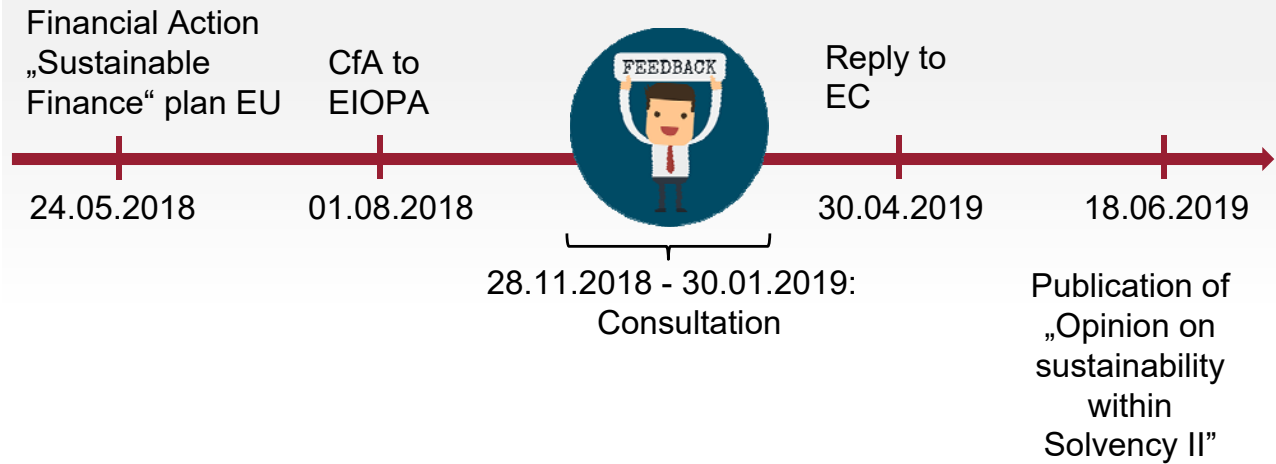 Financial Action
„Sustainable
Finance“ plan EU
CfA to
EIOPA
FEEDBACK
Reply to
EC
24.05.2018
01.08.2018
30.04.2019
18.06.2019
28.11.2018 - 30.01.2019:
Consultation
Publication of
„Opinion on
sustainability
within
Solvency II”